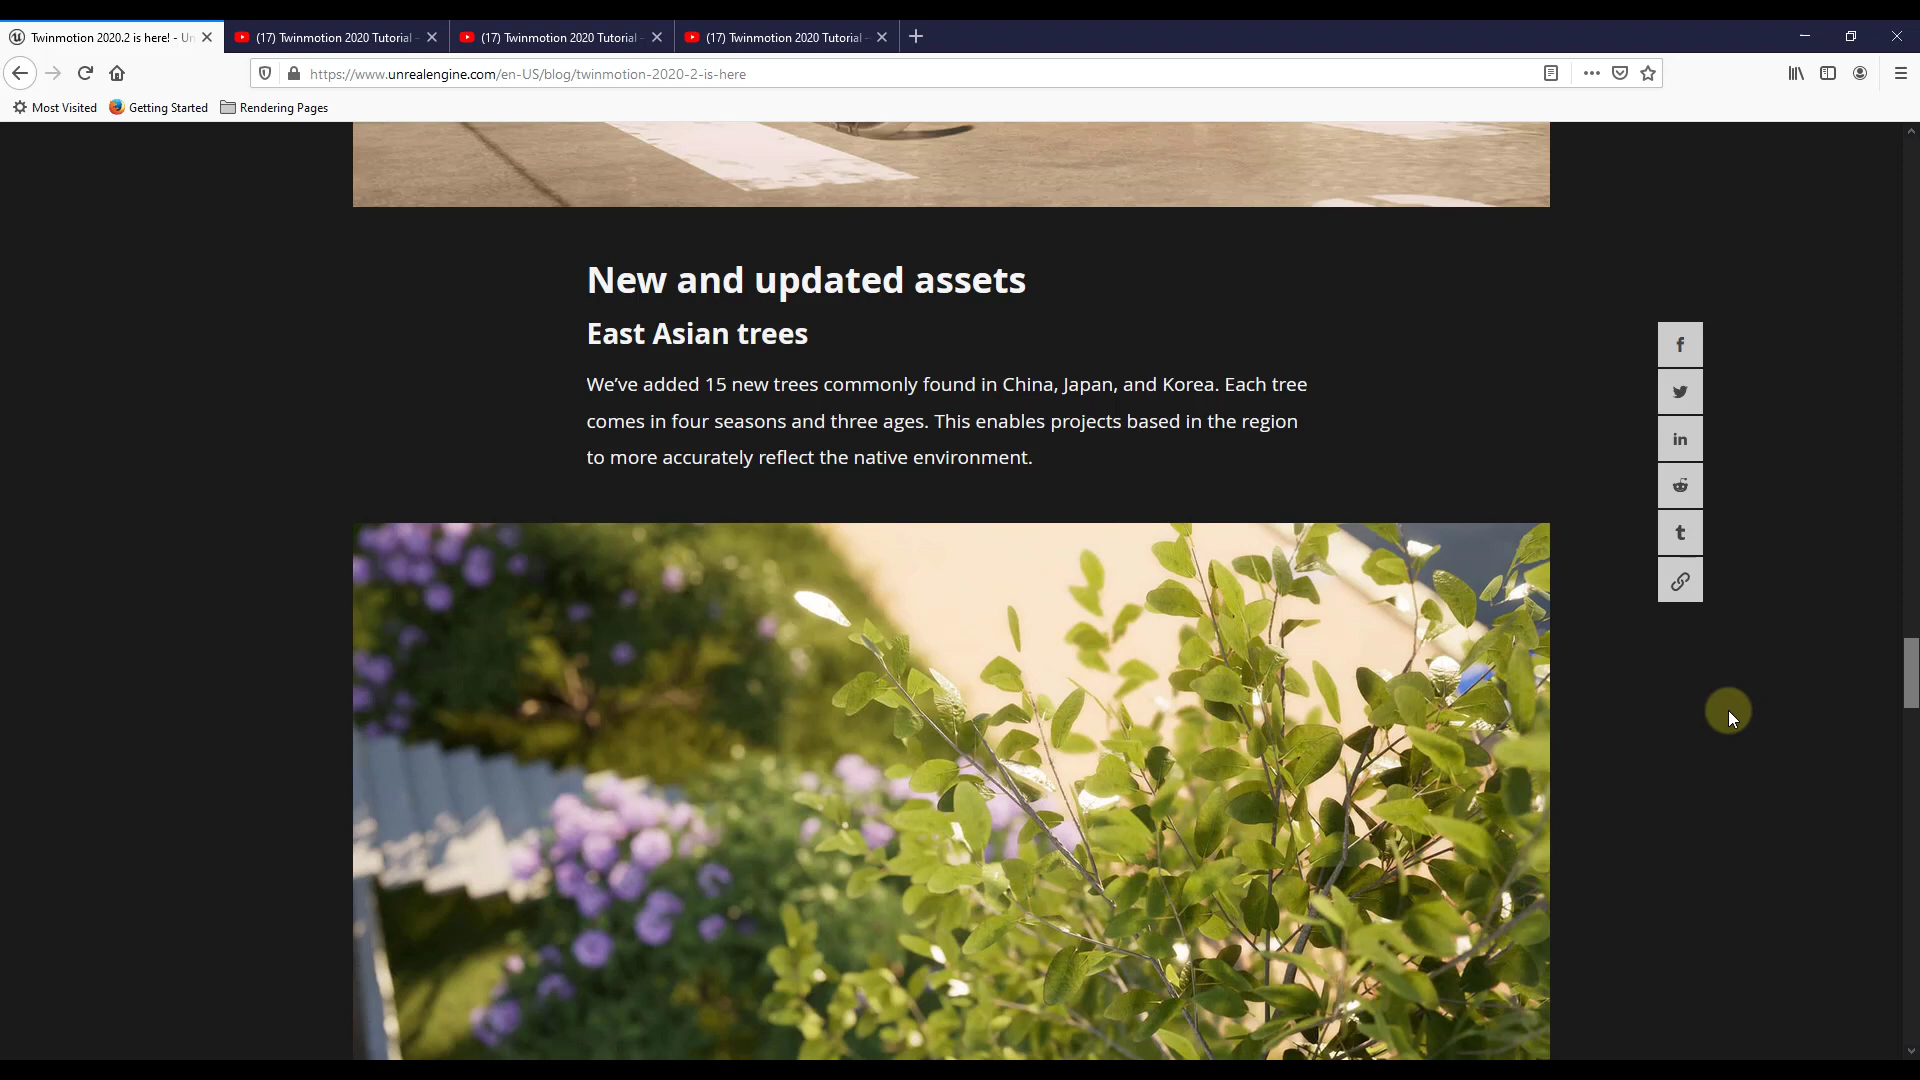 Twinmotion 2020.2 is here! - Un
(17) Twinmotion 2020 Tutorial -
(17) Twinmotion 2020 Tutorial -
(17) Twinmotion 2020 Tutorial -
https://www.unrealengine.com/en-US/blog/twinmotion-2020-2-is-here
Most Visited
Getting Started
Rendering Pages
New and updated assets
East Asian trees
We’ve added 15 new trees commonly found in China, Japan, and Korea. Each tree
comes in four seasons and three ages. This enables projects based in the region
to more accurately reflect the native environment.